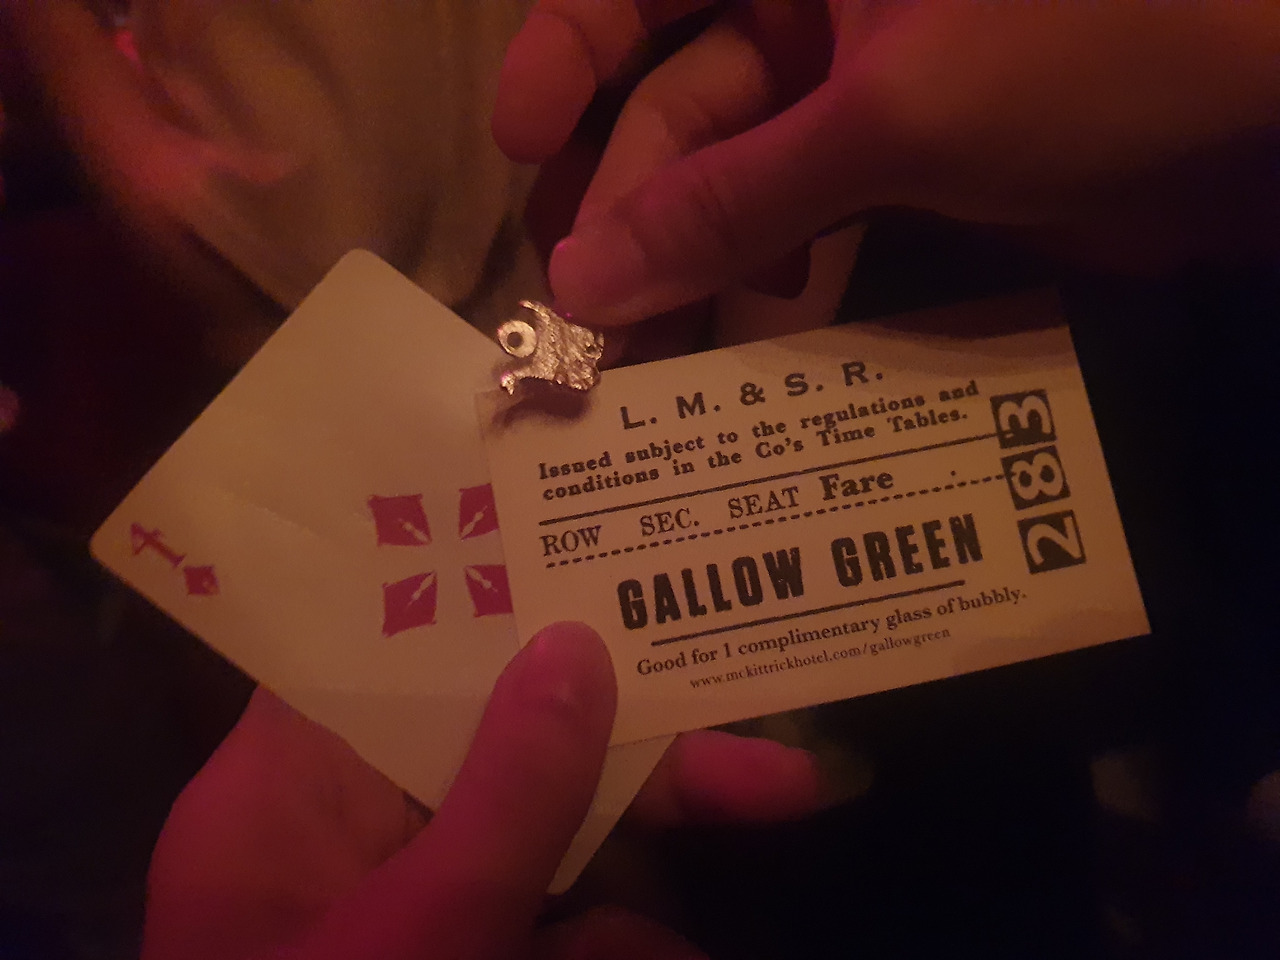 4
L. M. & S. R.
Issued subject to the regulations and
conditions in the Co's Time Tables.
ROW SEC. SEAT Fare
GALLOW GREEN
Good for 1 complimentary glass of bubbly.
www.mckittrickhotel.com/gallowgreen
283